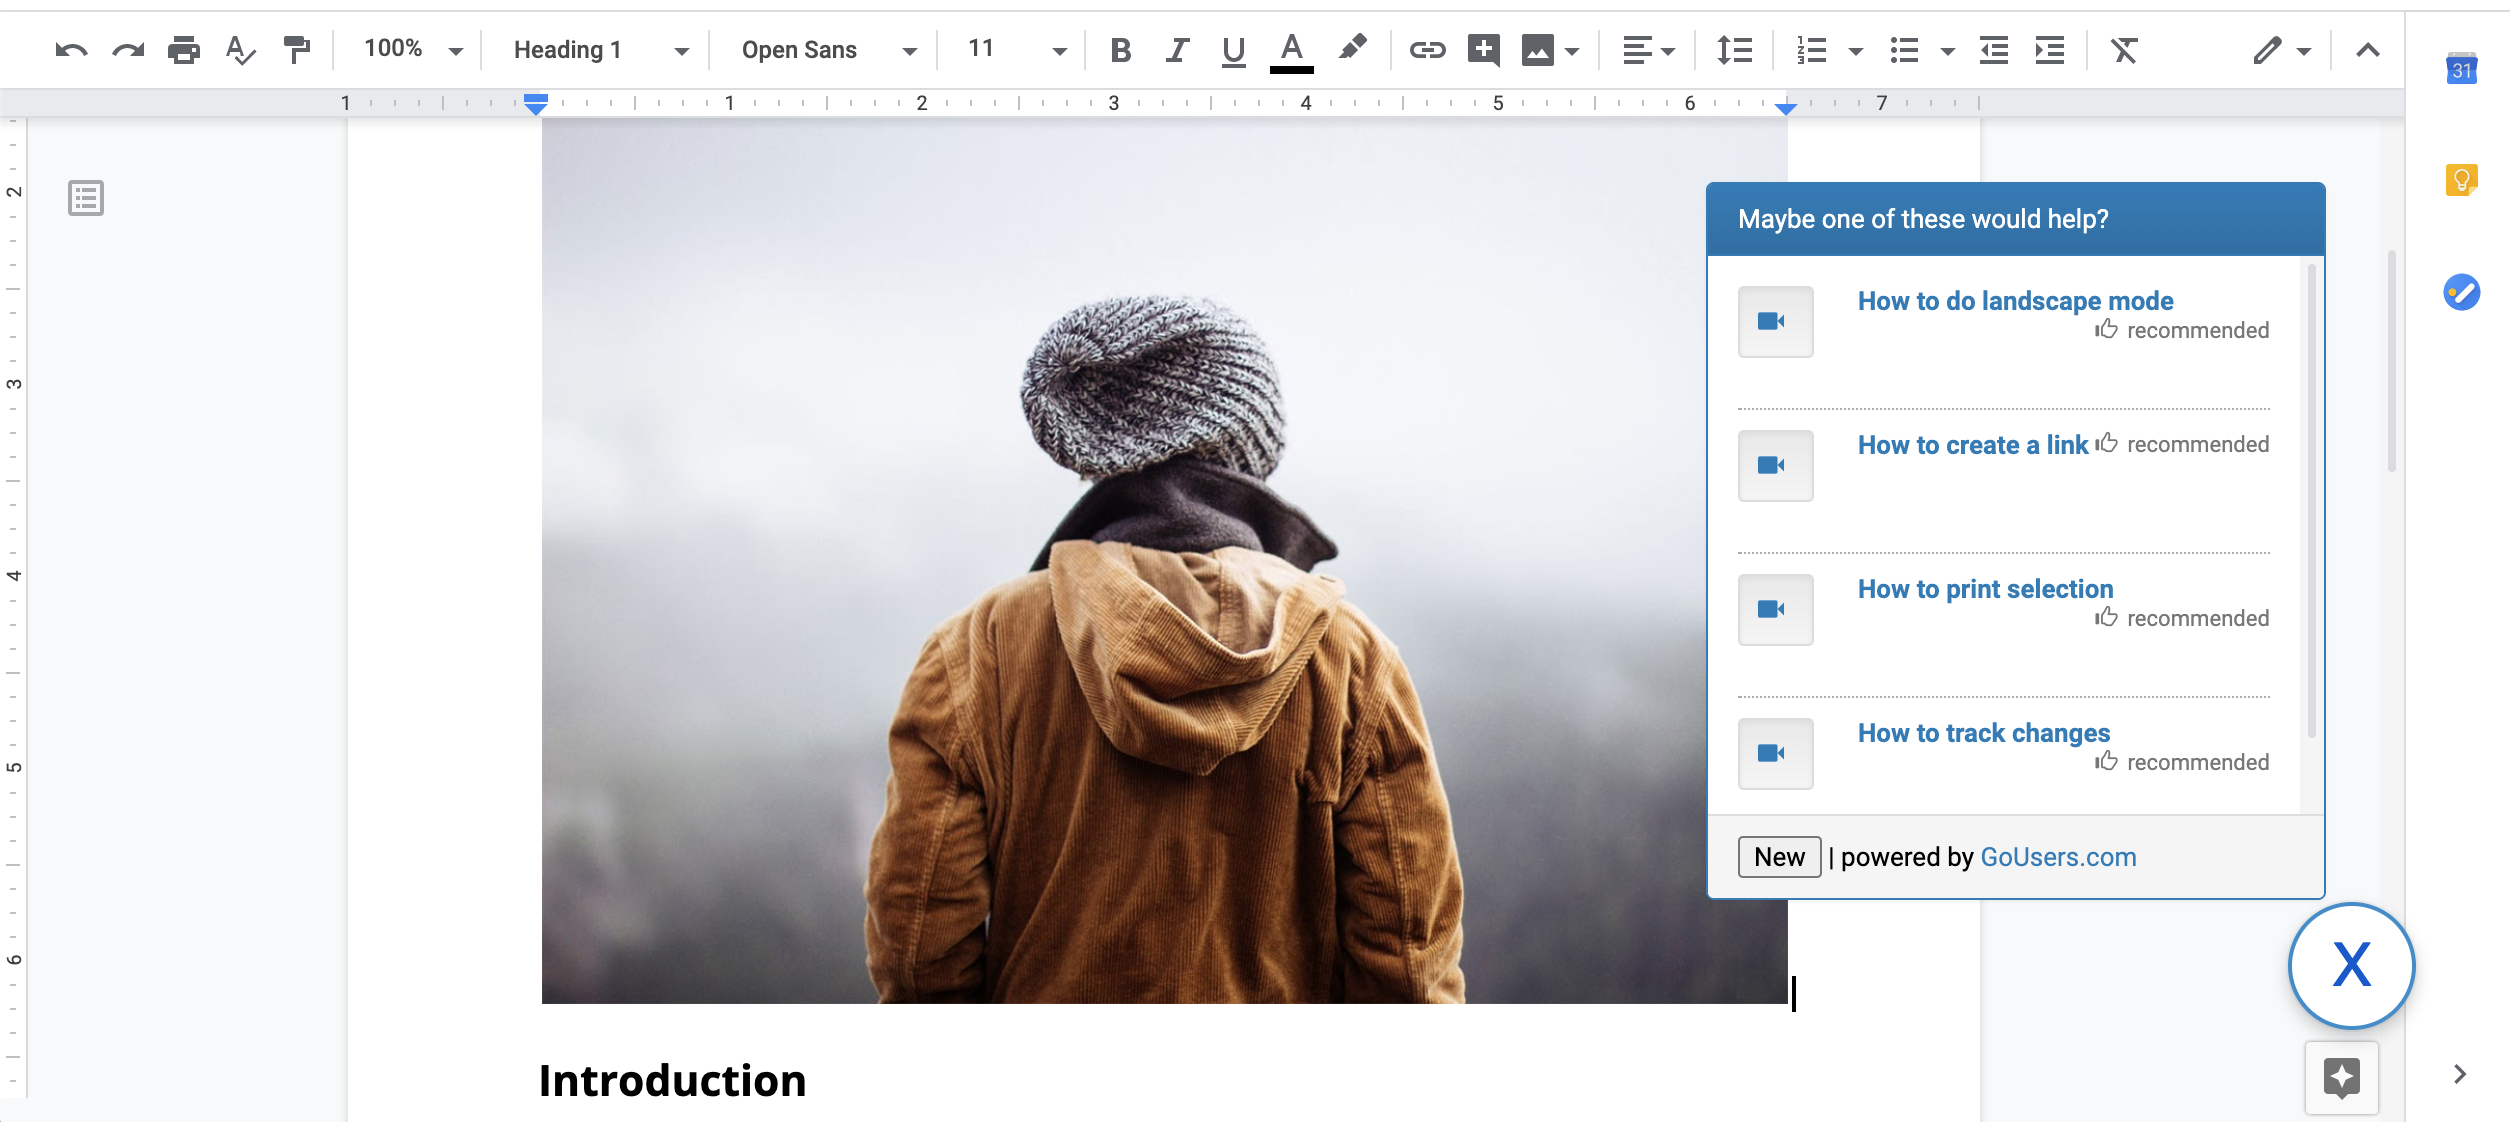 100% Heading 1 Open Sans 11 B I U A
1 1 2 3 4 5 6 7
31
2
3
4
5
6
Maybe one of these would help?
How to do landscape mode
recommended
How to create a link recommended
How to print selection
recommended
How to track changes
recommended
New | powered by GoUsers.com
X
Introduction